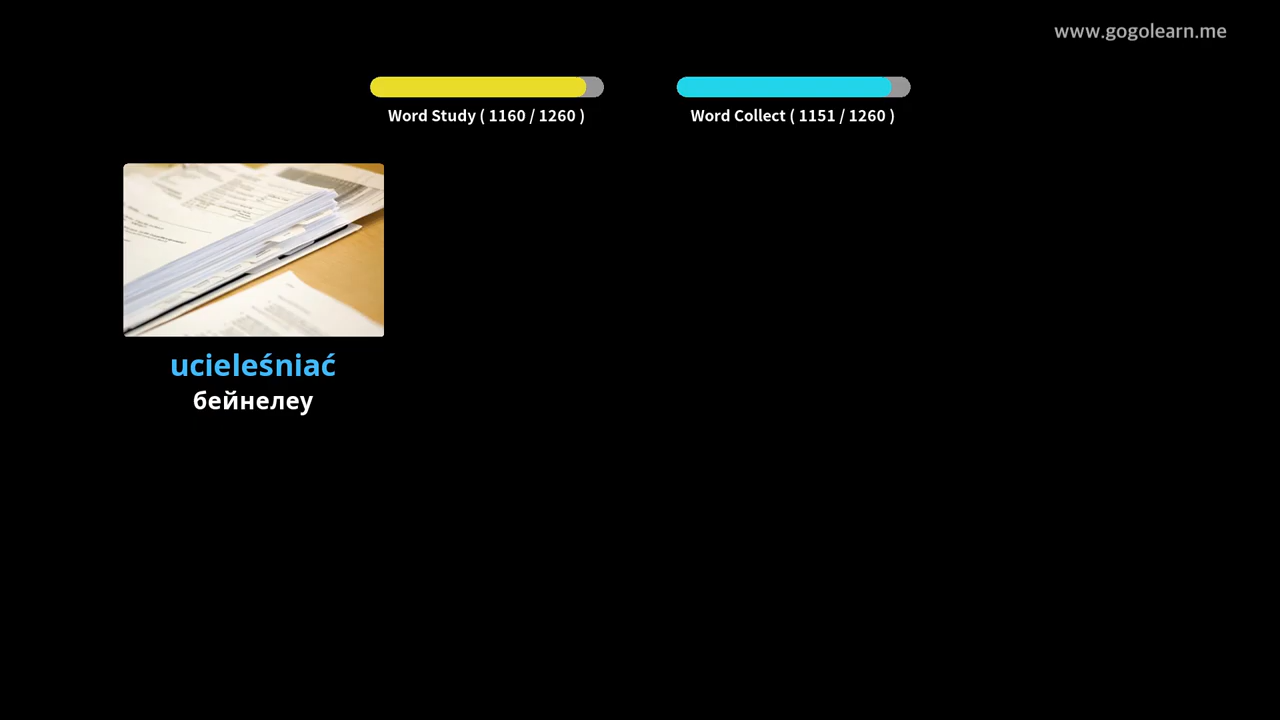 www.gogolearn.me
Word Study ( 1160 / 1260 )
Word Collect ( 1151 / 1260 )
ucieleśniać
бейнелеу